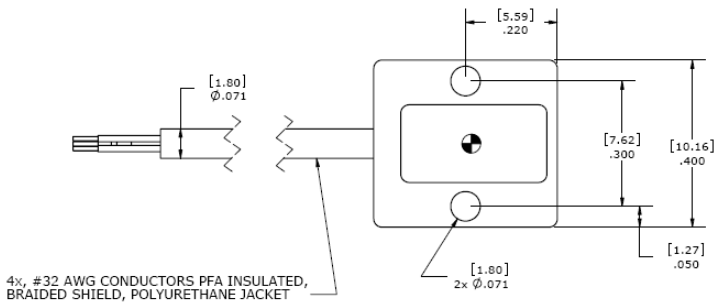 [5.59]
.220
[1.80]
Ø.071
[7.62]
.300
[10.16]
.400
[1.27]
.050
[1.80]
2x Ø.071
4x, #32 AWG CONDUCTORS PFA INSULATED,
BRAIDED SHIELD, POLYURETHANE JACKET